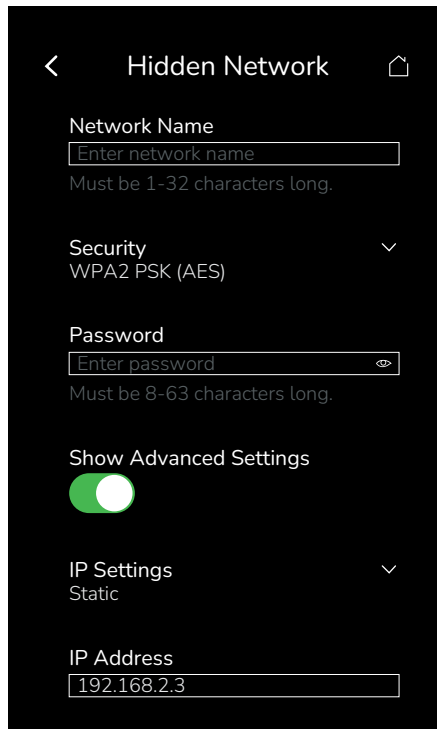 Hidden Network
Network Name
Enter network name
Must be 1-32 characters long.
Security
WPA2 PSK (AES)
Password
Enter password
Must be 8-63 characters long.
Show Advanced Settings
IP Settings
Static
IP Address
192.168.2.3